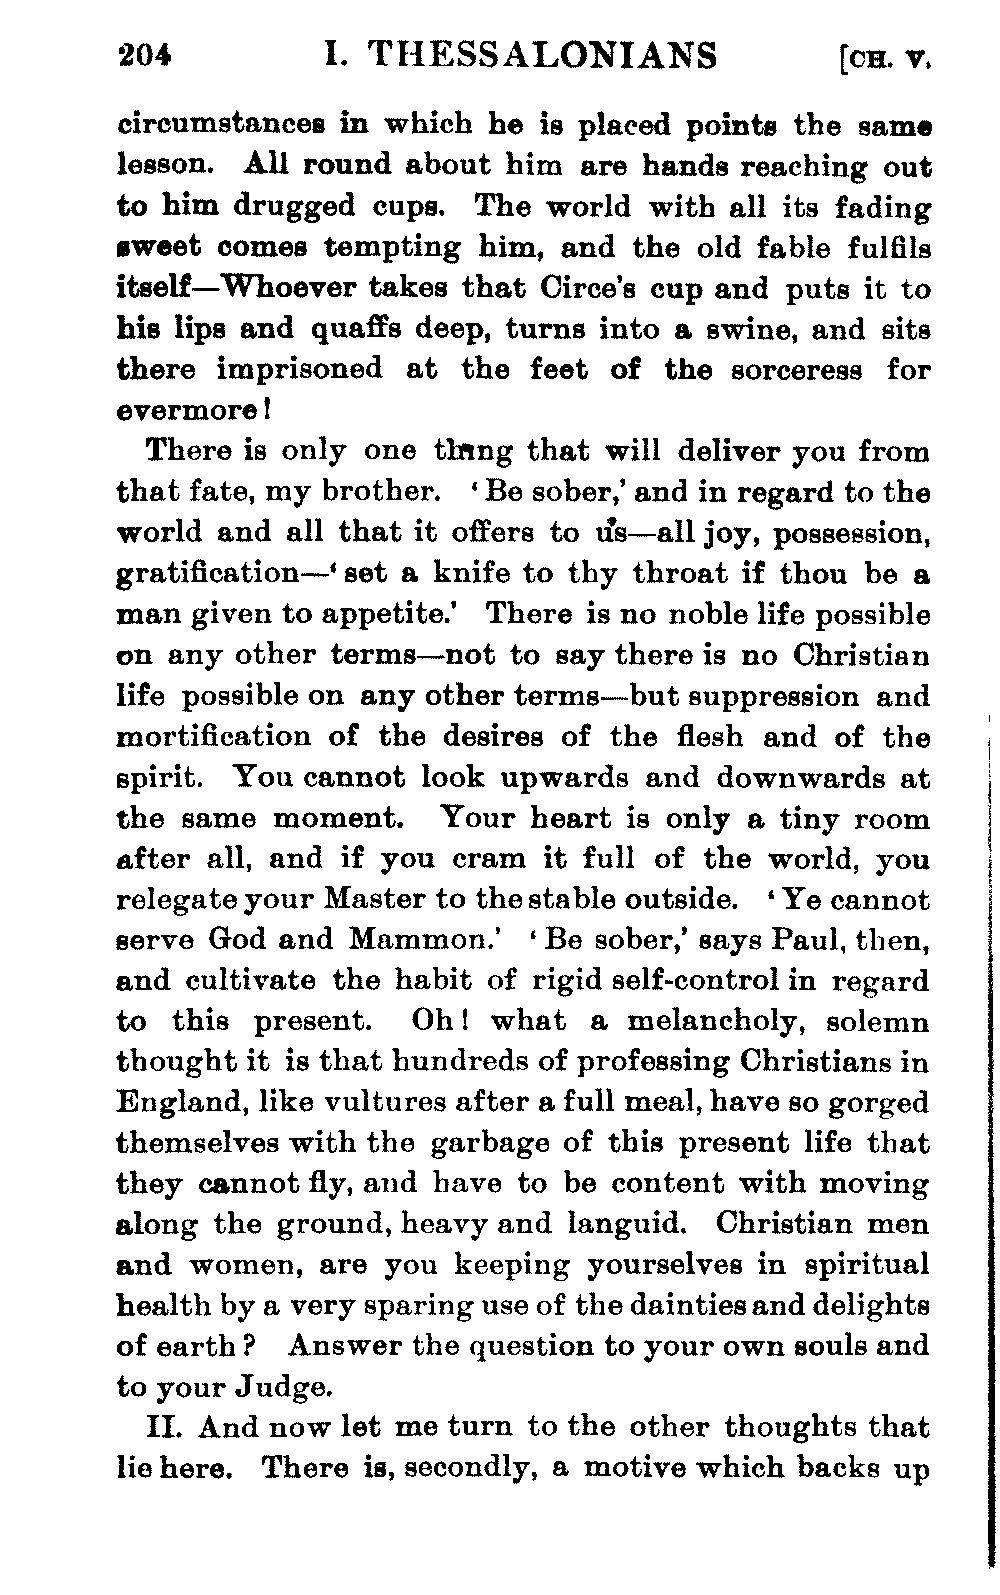 204 I. THESSALONIANS [CH. V.
circumstances in which he is placed points the same
lesson. All round about him are hands reaching out
to him drugged cups. The world with all its fading
sweet comes tempting him, and the old fable fulfils
itself—Whoever takes that Circe's cup and puts it to
his lips and quaffs deep, turns into a swine, and sits
there imprisoned at the feet of the sorceress for
evermore!
There is only one thing that will deliver you from
that fate, my brother. 'Be sober,' and in regard to the
world and all that it offers to us—all joy, possession,
gratification—'set a knife to thy throat if thou be a
man given to appetite.' There is no noble life possible
on any other terms—not to say there is no Christian
life possible on any other terms—but suppression and
mortification of the desires of the flesh and of the
spirit. You cannot look upwards and downwards at
the same moment. Your heart is only a tiny room
after all, and if you cram it full of the world, you
relegate your Master to the stable outside. 'Ye cannot
serve God and Mammon.' 'Be sober,' says Paul, then,
and cultivate the habit of rigid self-control in regard
to this present. Oh! what a melancholy, solemn
thought it is that hundreds of professing Christians in
England, like vultures after a full meal, have so gorged
themselves with the garbage of this present life that
they cannot fly, and have to be content with moving
along the ground, heavy and languid. Christian men
and women, are you keeping yourselves in spiritual
health by a very sparing use of the dainties and delights
of earth? Answer the question to your own souls and
to your Judge.
II. And now let me turn to the other thoughts that
lie here. There is, secondly, a motive which backs up